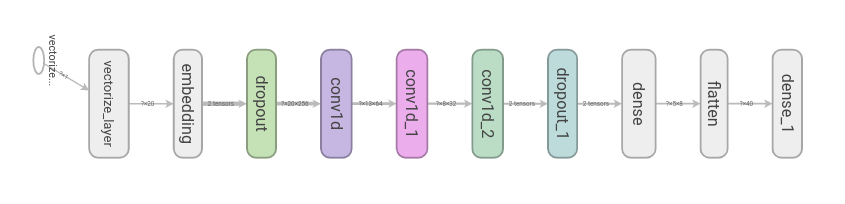 vectorize...
?×1
vectorize_layer
?×20
embedding
2 tensors
dropout
?×20×256
conv1d
?×18×64
conv1d_1
?×8×32
conv1d_2
2 tensors
dropout_1
2 tensors
dense
?×5×8
flatten
?×40
dense_1